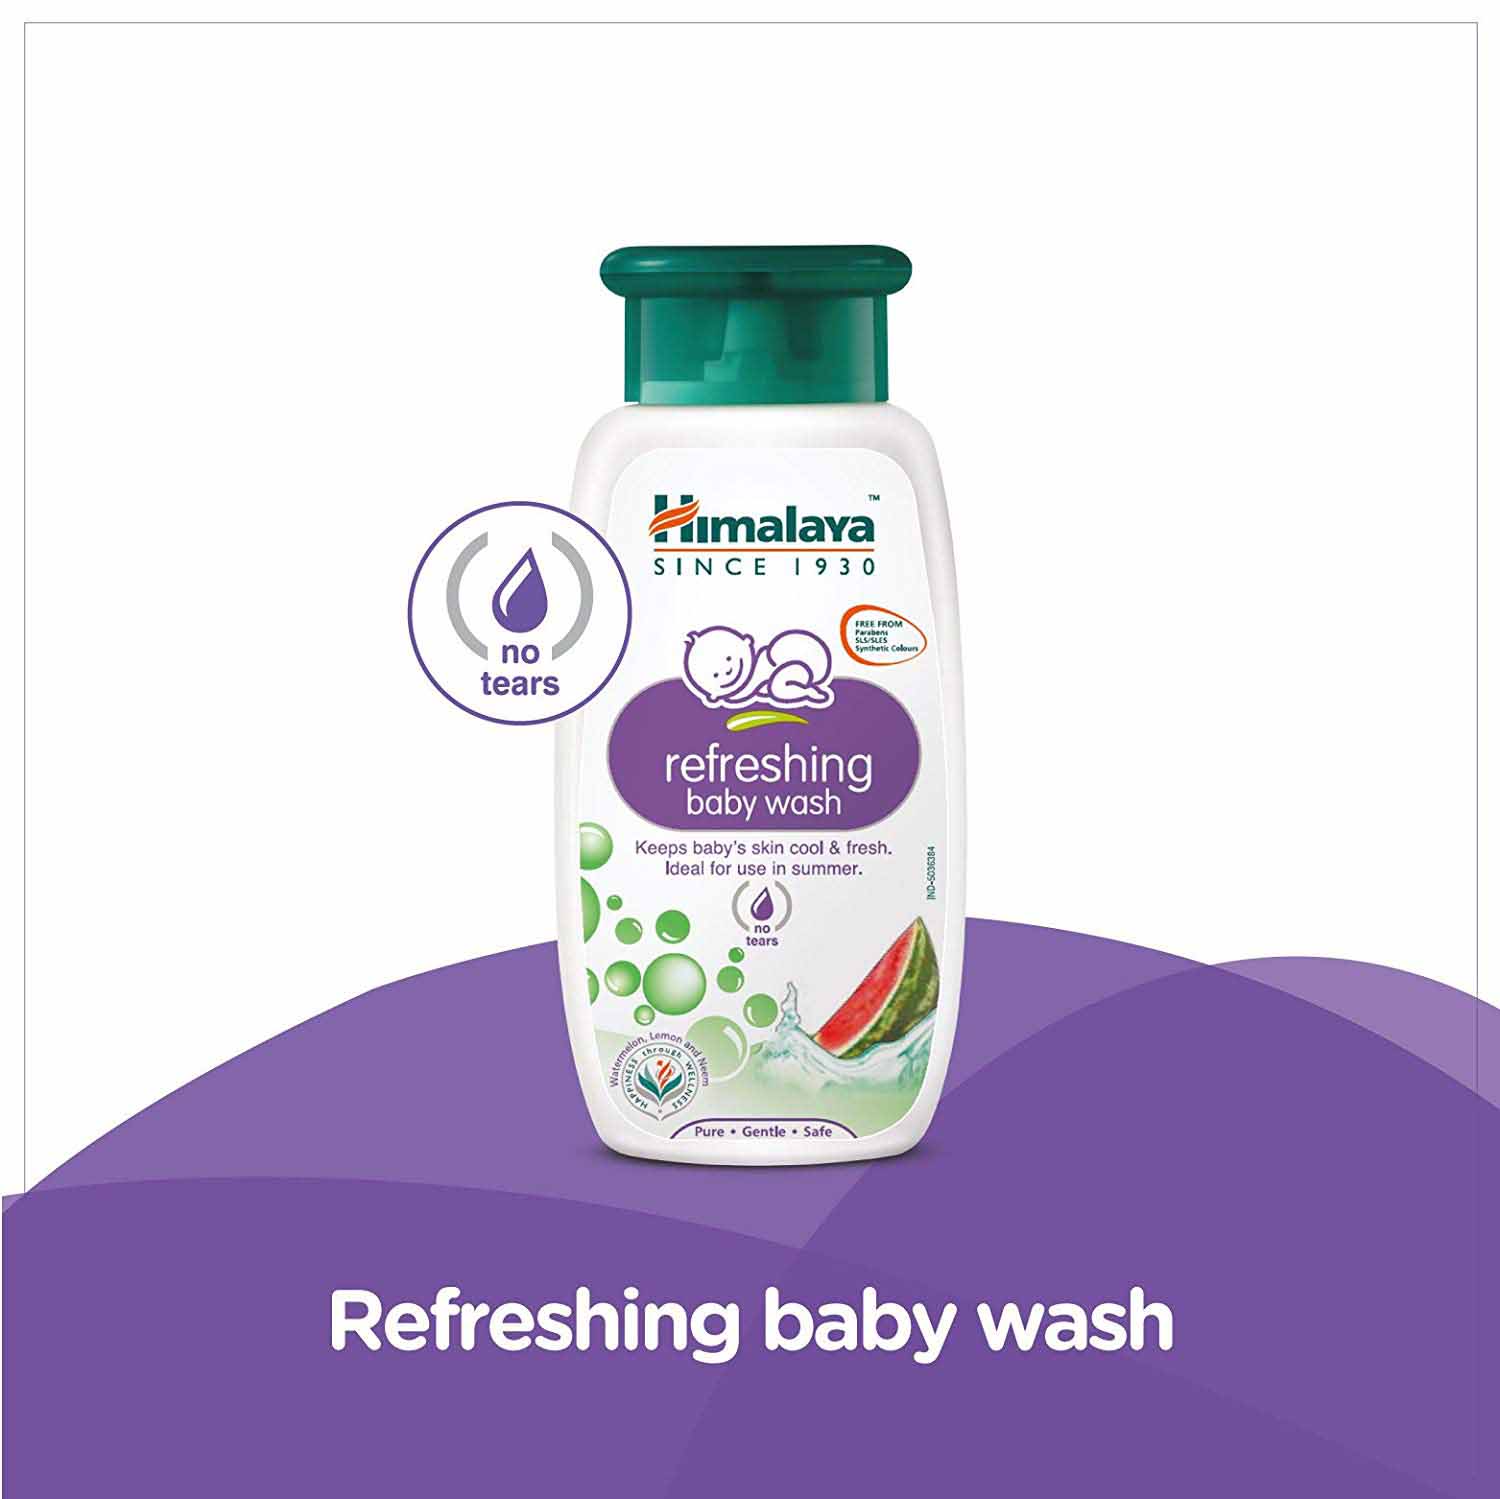 Himalaya™
SINCE 1930
FREE FROM
Parabens
SLS/SLES
Synthetic Colours
no
tears
refreshing
baby wash
Keeps baby's skin cool & fresh.
Ideal for use in summer.
IND-5036384
no
tears
Watermelon, Lemon and Neem
HAPPINESS through WELLNESS
Pure • Gentle • Safe
Refreshing baby wash